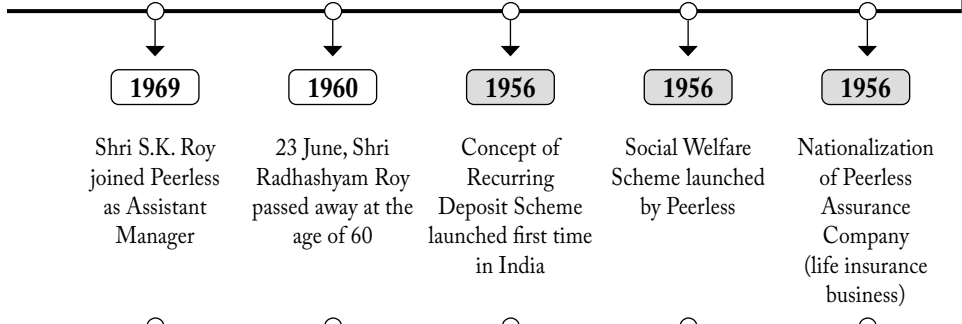 1969
Shri S.K. Roy
joined Peerless
as Assistant
Manager
1960
23 June, Shri
Radhashyam Roy
passed away at the
age of 60
1956
Concept of
Recurring
Deposit Scheme
launched first time
in India
1956
Social Welfare
Scheme launched
by Peerless
1956
Nationalization
of Peerless
Assurance
Company
(life insurance
business)